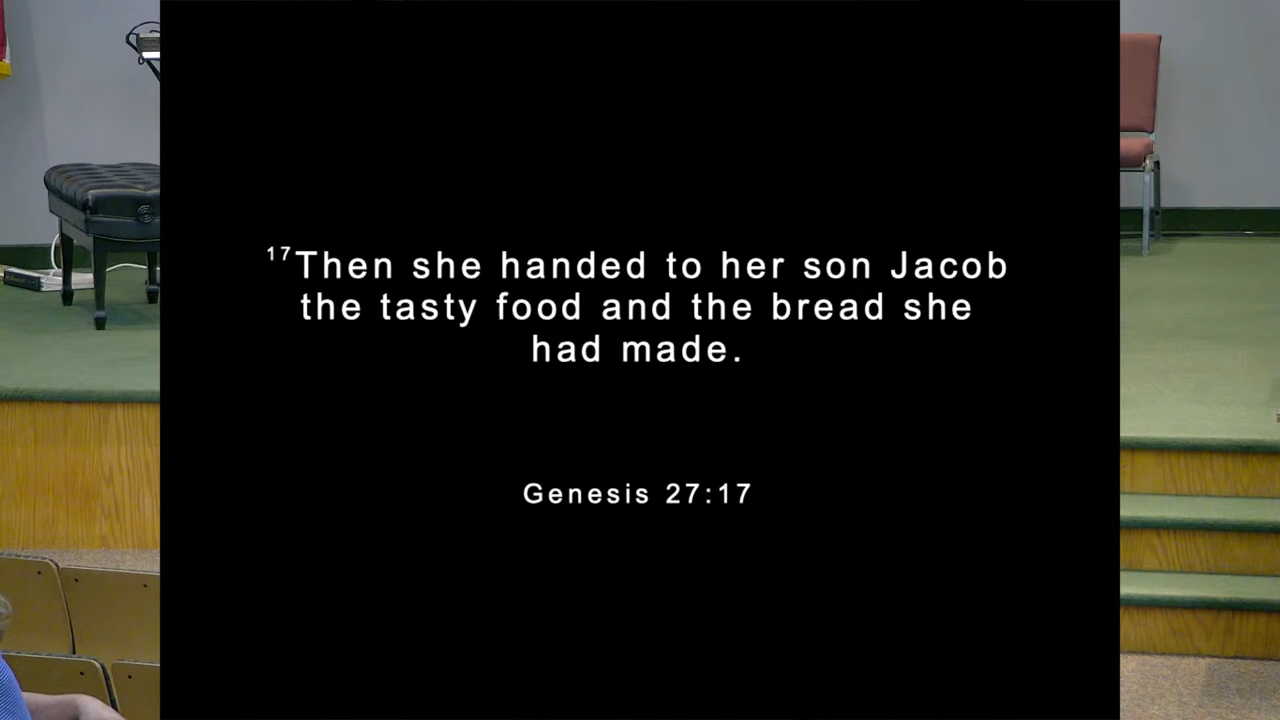 17Then she handed to her son Jacob
the tasty food and the bread she
had made.
Genesis 27:17